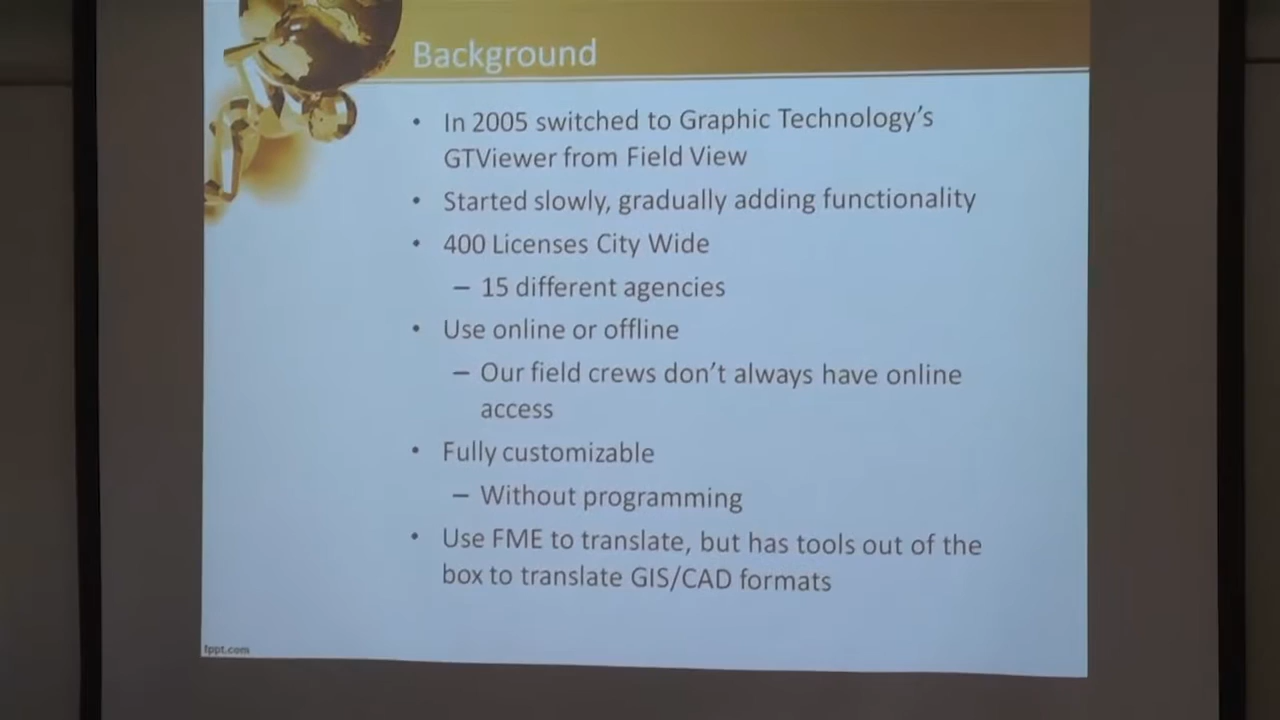 Background
• In 2005 switched to Graphic Technology's
GTViewer from Field View
• Started slowly, gradually adding functionality
• 400 Licenses City Wide
– 15 different agencies
• Use online or offline
– Our field crews don't always have online
access
• Fully customizable
– Without programming
• Use FME to translate, but has tools out of the
box to translate GIS/CAD formats
fppt.com